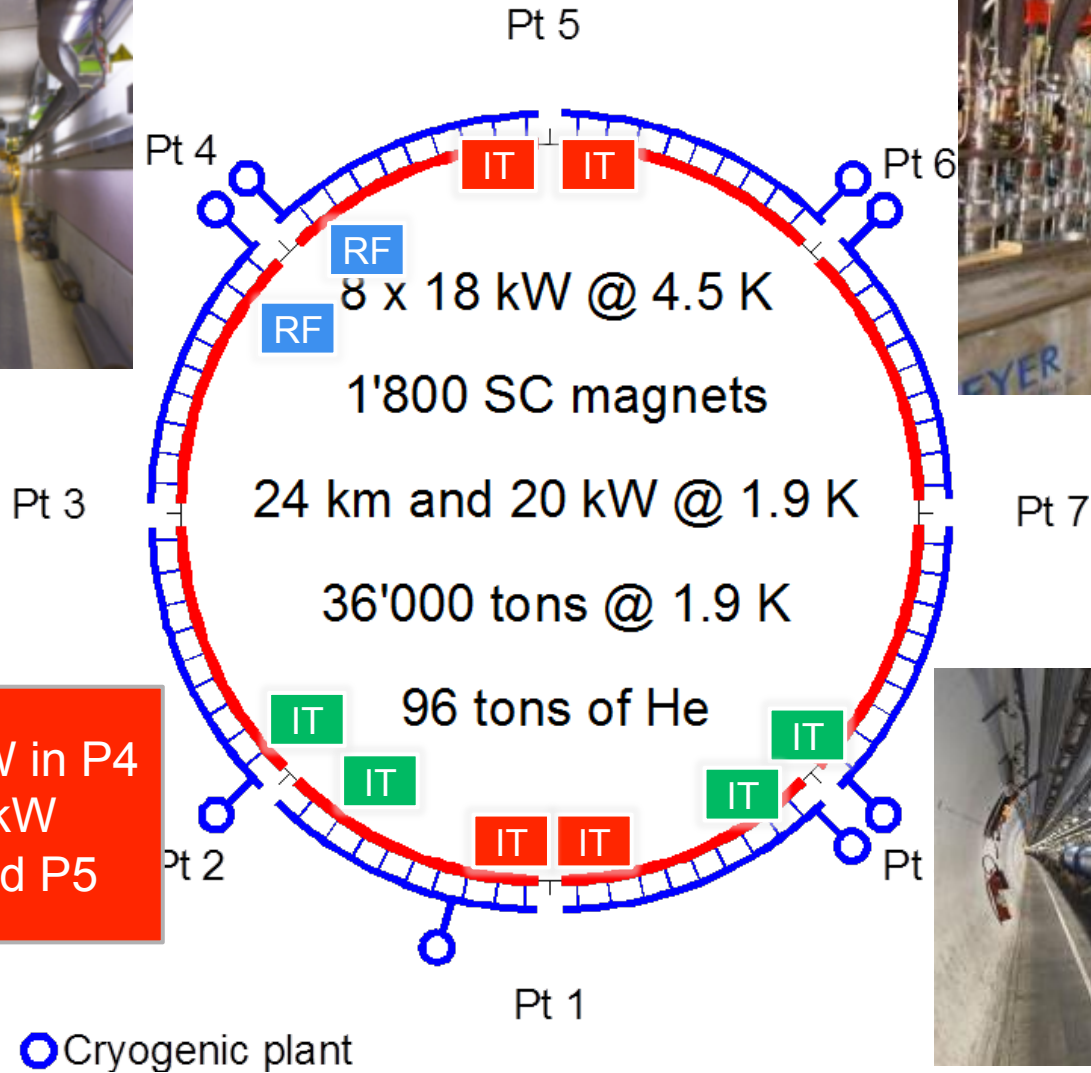 Pt 5
Pt 4
Pt 6
IT IT
RF
RF
8 x 18 kW @ 4.5 K
1'800 SC magnets
24 km and 20 kW @ 1.9 K
36'000 tons @ 1.9 K
96 tons of He
Pt 3
Pt 7
EYER
IT
IT
IT
IT
IT IT
in P4
kW
P5
Pt 2
Pt
Pt 1
Cryogenic plant